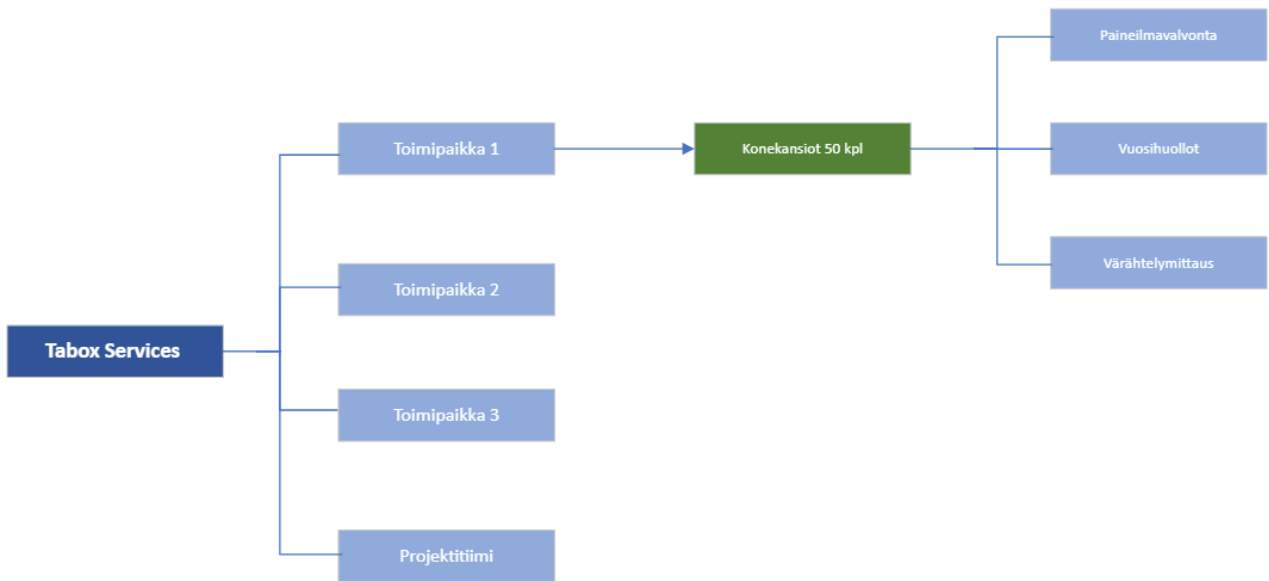 Tabox Services
Toimipaikka 1
Toimipaikka 2
Toimipaikka 3
Projektitiimi
Konekansiot 50 kpl
Paineilmavalvonta
Vuosihuollot
Värähtelymittaus